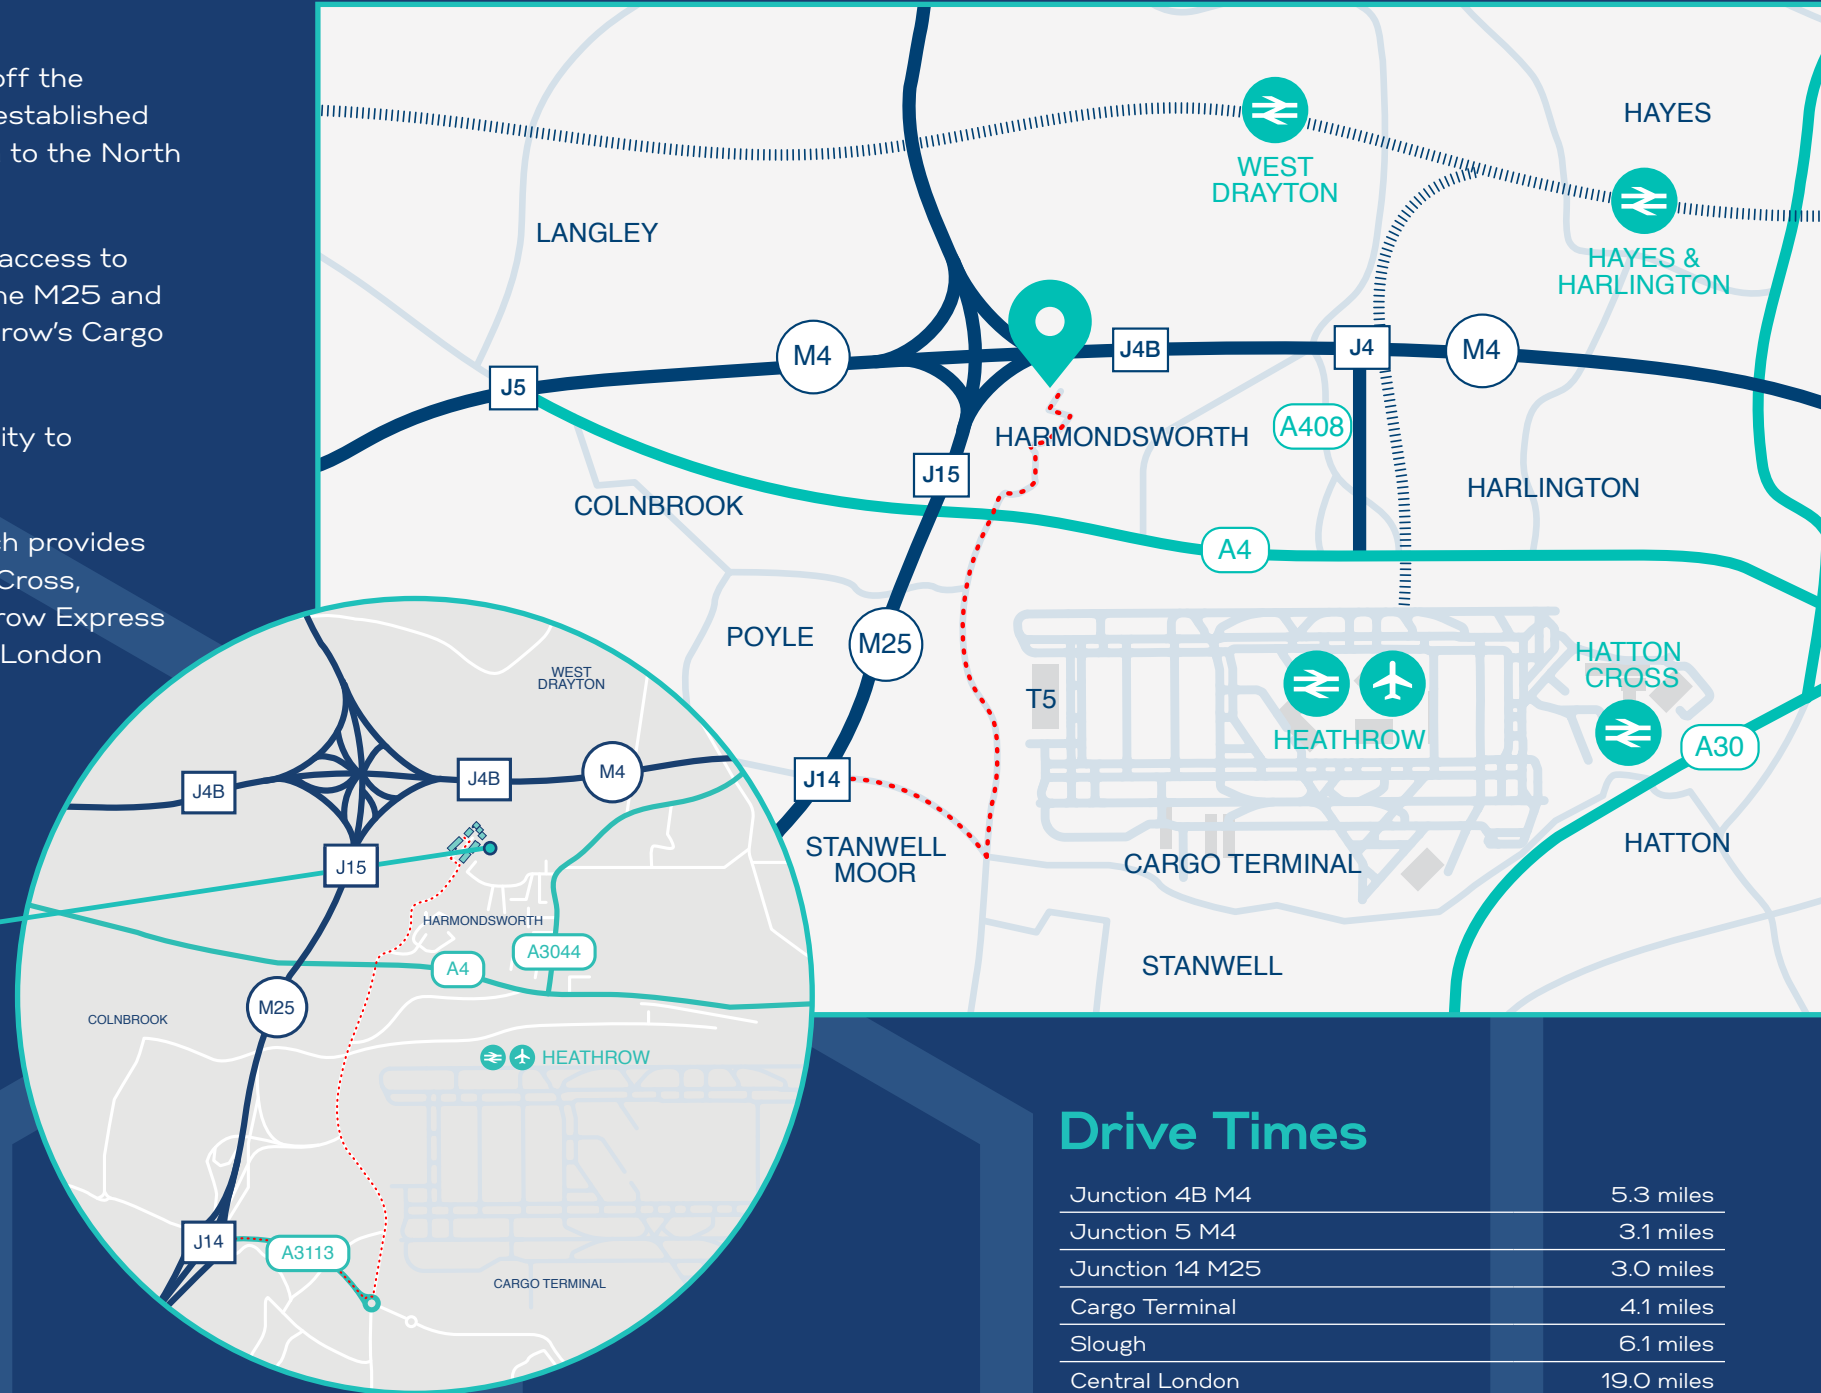 off the
established
to the North
access to
he M25 and
row's Cargo
ity to
ch provides
Cross,
row Express
London
HAYES
WEST
DRAYTON
HAYES &
HARLINGTON
LANGLEY
M4
J4B
J4
M4
J5
A408
HARMONDSWORTH
J15
HARLINGTON
COLNBROOK
A4
POYLE
M25
T5
HEATHROW
HATTON
CROSS
A30
J14
STANWELL
MOOR
CARGO TERMINAL
HATTON
STANWELL
WEST
DRAYTON
J4B
J4B
M4
J15
HARMONDSWORTH
A3044
A4
M25
COLNBROOK
HEATHROW
J14
A3113
CARGO TERMINAL
Drive Times
Junction 4B M4 5.3 miles
Junction 5 M4 3.1 miles
Junction 14 M25 3.0 miles
Cargo Terminal 4.1 miles
Slough 6.1 miles
Central London 19.0 miles